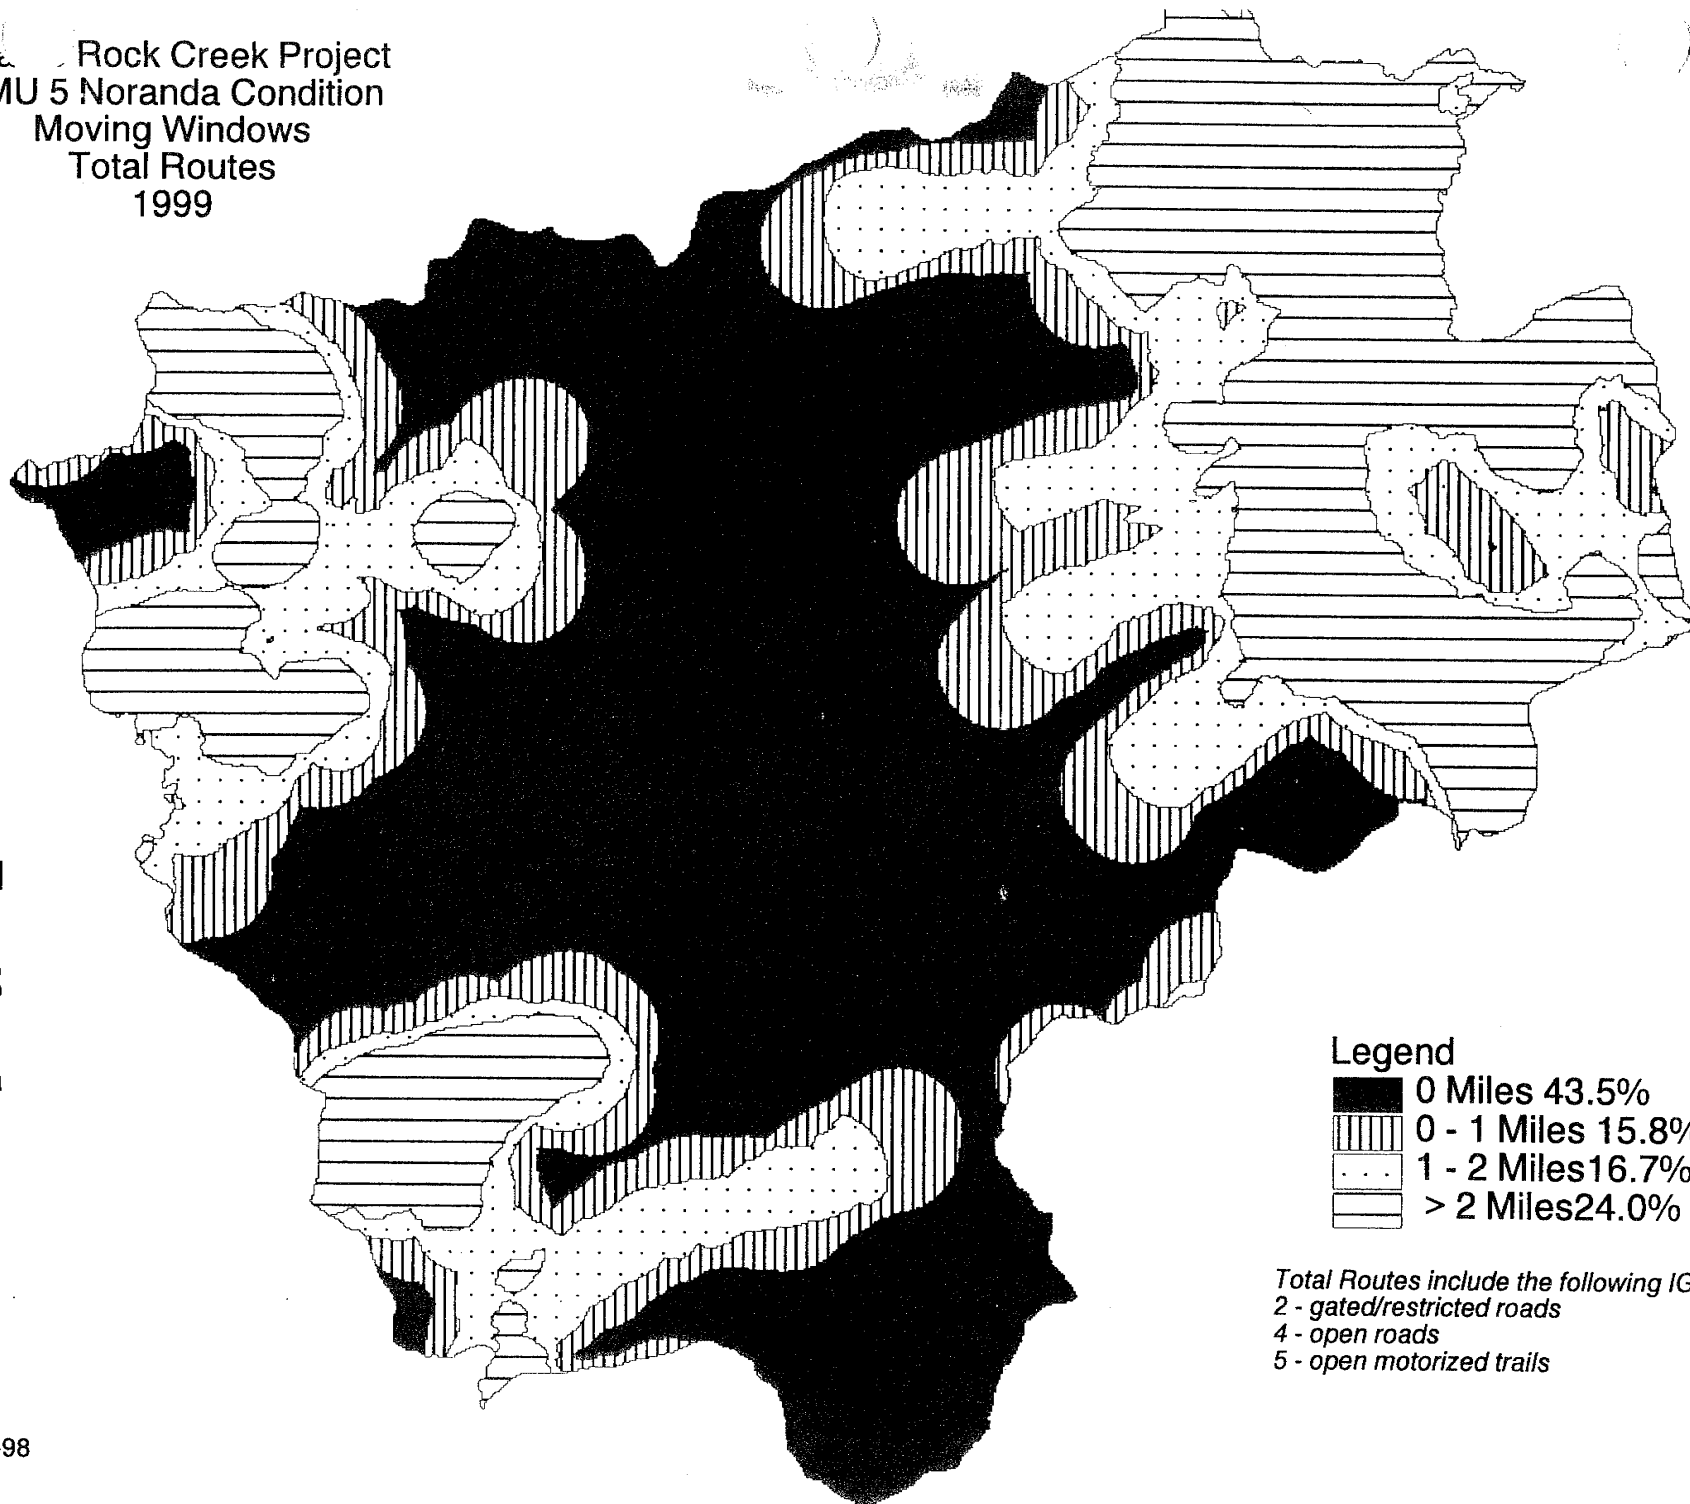 Rock Creek Project
MU 5 Noranda Condition
Moving Windows
Total Routes
1999
Legend
0 Miles 43.5%
0 - 1 Miles 15.8%
1 - 2 Miles16.7%
> 2 Miles24.0%
Total Routes include the following IG
2 - gated/restricted roads
4 - open roads
5 - open motorized trails
98